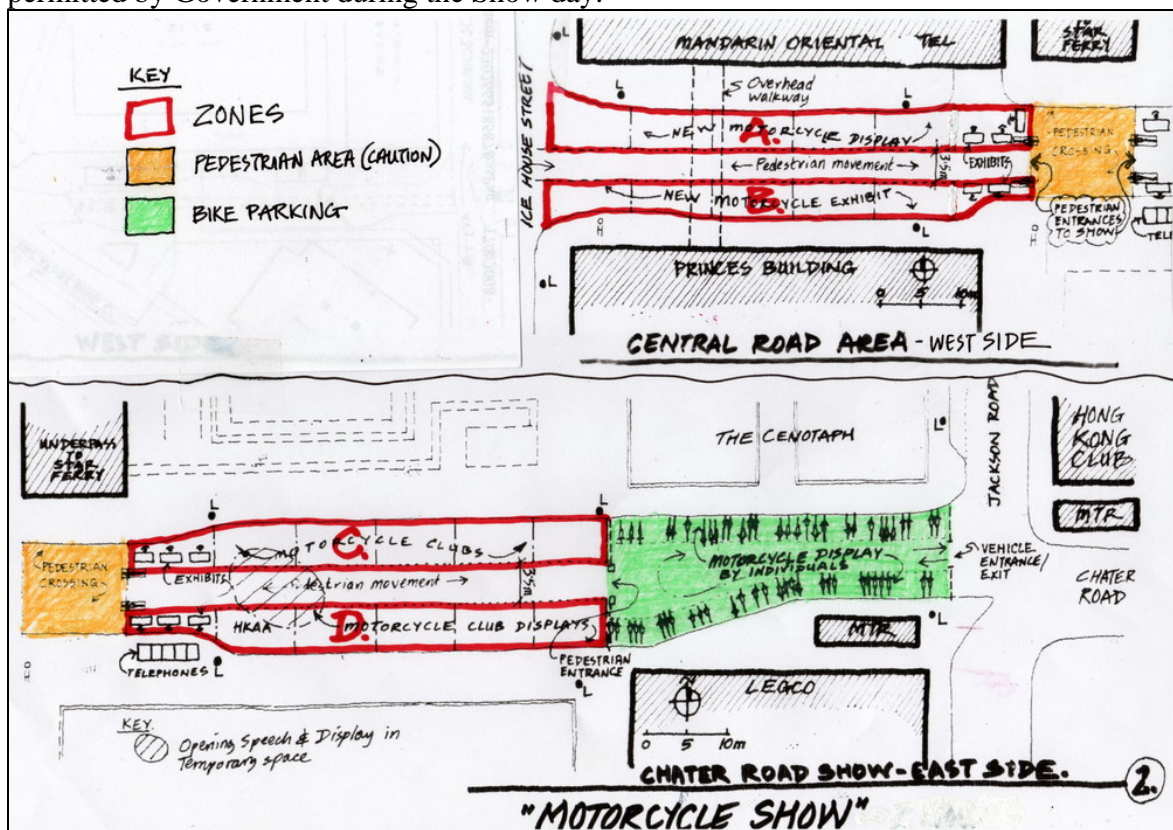 permitted by Government during the Show day.
KEY
ZONES
PEDESTRIAN AREA (CAUTION)
BIKE PARKING
L
MANDARIN ORIENTAL TEL
TO
STAR
FERRY
ICE HOUSE STREET
L
Overhead
walkway
L
NEW MOTORCYCLE DISPLAY
A.
Pedestrian movement
3.5m
EXHIBITS
PEDESTRIAN
CROSSING
B.
NEW MOTORCYCLE EXHIBIT
PEDESTRIAN
ENTRANCES
TO SHOW
H
L
H
TELE
L
PRINCES BUILDING
0 5 10m
CENTRAL ROAD AREA - WEST SIDE
WEST SIDE
UNDERPASS
TO
STAR
FERRY
THE CENOTAPH
L
JACKSON ROAD
HONG
KONG
CLUB
MTR
L
L
C.
MOTORCYCLE CLUBS
PEDESTRIAN
CROSSING
EXHIBITS
Pedestrian movement
3.5m
MOTORCYCLE DISPLAY
BY INDIVIDUALS
VEHICLE
ENTRANCE/
EXIT
CHATER
ROAD
HKAA
D.
MOTORCYCLE CLUB DISPLAYS
MTR
L
H
TELEPHONES
L
PEDESTRIAN
ENTRANCE
L
LEGCO
N
0 5 10m
KEY
Opening Speech & Display in
Temporary space
CHATER ROAD SHOW - EAST SIDE.
2.
"MOTORCYCLE SHOW"